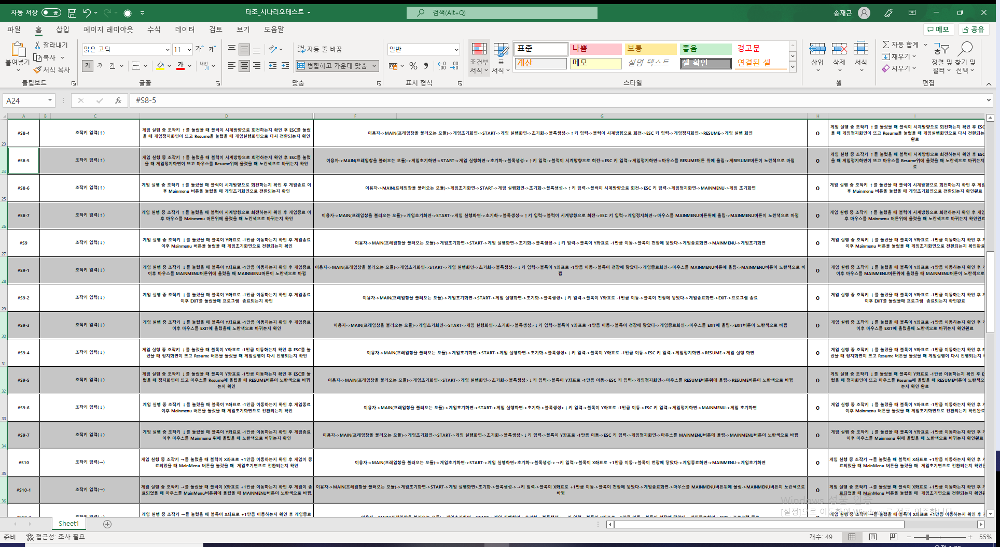 자동 저장 끔
타조_시나리오테스트
검색(Alt+Q)
송재근
파일 홈 삽입 페이지 레이아웃 수식 데이터 검토 보기 도움말
메모 공유
붙여넣기
잘라내기
복사
서식 복사
클립보드
맑은 고딕 11
가 가 가
글꼴
자동 줄 바꿈
병합하고 가운데 맞춤
맞춤
일반
표시 형식
조건부 서식
표 서식
표준 나쁨 보통 좋음 경고문
계산 메모 설명 텍스트 셀 확인 연결된 셀
스타일
삽입 삭제 서식
셀
자동 합계
채우기
지우기
정렬 및 필터
찾기 및 선택
편집
A24
#S8-5
A B C D F G H I
23 #S8-4 조작키 입력(↑)
게임 실행 중 조작키 ↑를 눌렀을 때 블럭이 시계방향으로 회전하는지 확인 후 ESC를 눌렀
을 때 게임정지화면이 뜨고 Resume을 눌렀을 때 게임실행화면으로 다시 전환되는지 확인
이용자->MAIN(프레임창을 불러오는 모듈)->게임초기화면->START->게임 실행화면->초기화->블록생성->↑키 입력->블럭이 시계방향으로 회전->ESC 키 입력->게임정지화면->RESUME->게임 실행 화면
O
게임 실행 중 조작키 ↑를 눌렀을 때 블럭이 시계방향으로 회전하는지 확인 후 ESC
을 때 게임정지화면이 뜨고 Resume을 눌렀을 때 게임실행화면으로 다시 전환되는
완료
24 #S8-5 조작키 입력(↑)
게임 실행 중 조작키 ↑를 눌렀을 때 블럭이 시계방향으로 회전하는지 확인 후 ESC를 눌렀
을 때 게임정지화면이 뜨고 마우스를 Resume위에 올렸을 때 노란색으로 바뀌는지 확인
이용자->MAIN(프레임창을 불러오는 모듈)->게임초기화면->START->게임 실행화면->초기화->블록생성->↑키 입력->블럭이 시계방향으로 회전->ESC 키 입력->게임정지화면->마우스를 RESUME버튼 위에 올림->게RESUME버튼이 노란색으로 바뀜
O
게임 실행 중 조작키 ↑를 눌렀을 때 블럭이 시계방향으로 회전하는지 확인 후 ESC
을 때 게임정지화면이 뜨고 마우스를 Resume위에 올렸을 때 노란색으로 바뀌는지
료
25 #S8-6 조작키 입력(↑)
게임 실행 중 조작키 ↑를 눌렀을 때 블럭이 시계방향으로 회전하는지 확인 후 게임종료 이
후 Mainmenu 버튼을 눌렀을 때 게임초기화면으로 전환되는지 확인
이용자->MAIN(프레임창을 불러오는 모듈)->게임초기화면->START->게임 실행화면->초기화->블록생성->↑키 입력->블럭이 시계방향으로 회전->ESC 키 입력->게임정지화면->MAINMENU->게임 초기화면
O
게임 실행 중 조작키 ↑를 눌렀을 때 블럭이 시계방향으로 회전하는지 확인 후 게임
후 Mainmenu 버튼을 눌렀을 때 게임초기화면으로 전환되는지 확인완료
26 #S8-7 조작키 입력(↑)
게임 실행 중 조작키 ↑를 눌렀을 때 블럭이 시계방향으로 회전하는지 확인 후 게임종료 이
후 마우스를 Mainmenu 버튼위에 올렸을 때 노란색으로 바뀌는지 확인
이용자->MAIN(프레임창을 불러오는 모듈)->게임초기화면->START->게임 실행화면->초기화->블록생성->↑키 입력->블럭이 시계방향으로 회전->ESC 키 입력->게임정지화면->마우스를 MAINMENU버튼위에 올림->MAINMENU버튼이 노란색으로 바뀜
O
게임 실행 중 조작키 ↑를 눌렀을 때 블럭이 시계방향으로 회전하는지 확인 후 게임
후 마우스를 Mainmenu 버튼위에 올렸을 때 노란색으로 바뀌는지 확인완료
27 #S9 조작키 입력(↓)
게임 실행 중 조작키 ↓를 눌렀을 때 블록이 Y좌표로 -1만큼 이동하는지 확인 후 게임종료
이후 Mainmenu 버튼을 눌렀을 때 게임초기화면으로 전환되는지 확인
이용자->MAIN(프레임창을 불러오는 모듈)->게임초기화면->START->게임 실행화면->초기화->블록생성->↓키 입력->블록이 Y좌표로 -1만큼 이동->블록이 천장에 닿았다->게임종료화면->MAINMENU->게임초기화면
O
게임 실행 중 조작키 ↓를 눌렀을 때 블록이 Y좌표로 -1만큼 이동하는지 확인 후
이후 Mainmenu 버튼을 눌렀을 때 게임초기화면으로 전환되는지 확인완료
28 #S9-1 조작키 입력(↓)
게임 실행 중 조작키 ↓를 눌렀을 때 블록이 Y좌표로 -1만큼 이동하는지 확인 후 게임종료
이후 마우스를 MAINMENU버튼위에 올렸을 때 MAINMENU버튼이 노란색으로 바뀜
이용자->MAIN(프레임창을 불러오는 모듈)->게임초기화면->START->게임 실행화면->초기화->블록생성->↓키 입력->블록이 Y좌표로 -1만큼 이동->블록이 천장에 닿았다->게임종료화면->마우스를 MAINMENU버튼에 올림->MAINMENU버튼이 노란색으로 바
뀜
O
게임 실행 중 조작키 ↓를 눌렀을 때 블록이 Y좌표로 -1만큼 이동하는지 확인 후
이후 마우스를 MAINMENU버튼위에 올렸을 때 MAINMENU버튼이 노란색으로
29 #S9-2 조작키 입력(↓)
게임 실행 중 조작키 ↓를 눌렀을 때 블록이 Y좌표로 -1만큼 이동하는지 확인 후 게임종료
이후 EXIT를 눌렀을때 프로그램 종료되는지 확인
이용자->MAIN(프레임창을 불러오는 모듈)->게임초기화면->START->게임 실행화면->초기화->블록생성>↓키 입력->블록이 Y좌표로 -1만큼 이동->블록이 천장에 닿았다->게임종료화면->EXIT->프로그램 종료
O
게임 실행 중 조작키 ↓를 눌렀을 때 블록이 Y좌표로 -1만큼 이동하는지 확인 후
이후 EXIT를 눌렀을때 프로그램 종료되는지 확인완료
30 #S9-3 조작키 입력(↓)
게임 실행 중 조작키 ↓를 눌렀을 때 블록이 Y좌표로 -1만큼 이동하는지 확인 후 게임종료
이후 마우스를 EXIT에 올렸을때 노란색으로 바뀌는지 확인
이용자->MAIN(프레임창을 불러오는 모듈)->게임초기화면->START->게임 실행화면->초기화->블록생성>↓키 입력->블록이 Y좌표로 -1만큼 이동->블록이 천장에 닿았다->게임종료화면->마우스를 EXIT에 올림->EXIT버튼이 노란색으로 바뀜
O
게임 실행 중 조작키 ↓를 눌렀을 때 블록이 Y좌표로 -1만큼 이동하는지 확인 후
이후 마우스를 EXIT에 올렸을때 노란색으로 바뀌는지 확인완료
31 #S9-4 조작키 입력(↓)
게임 실행 중 조작키 ↓를 눌렀을 때 블록이 Y좌표로 -1만큼 이동하는지 확인 후 ESC를 눌
렀을 때 정지화면이 뜨고 Resume 버튼을 눌렀을 때 게임실행이 다시 진행되는지 확인
이용자->MAIN(프레임창을 불러오는 모듈)->게임초기화면->START->게임 실행화면->초기화->블록생성>↓키 입력->블록이 Y좌표로 -1만큼 이동->ESC 키 입력->게임정지화면->RESUME->게임 실행 화면
O
게임 실행 중 조작키 ↓를 눌렀을 때 블록이 Y좌표로 -1만큼 이동하는지 확인 후 E
렀을 때 정지화면이 뜨고 Resume 버튼을 눌렀을 때 게임실행이 다시 진행되는지
32 #S9-5 조작키 입력(↓)
게임 실행 중 조작키 ↓를 눌렀을 때 블록이 Y좌표로 -1만큼 이동하는지 확인 후 ESC를 눌
렀을 때 정지화면이 뜨고 마우스를 Resume에 올렸을 때 RESUME버튼이 노란색으로 바뀌
는지 확인
이용자->MAIN(프레임창을 불러오는 모듈)->게임초기화면->START->게임 실행화면->초기화->블록생성>↓키 입력->블록이 Y좌표로 -1만큼 이동->ESC 키 입력->게임정지화면->마우스를 RESUME버튼위에 올림->RESUME버튼이 노란색으로 바뀜
O
게임 실행 중 조작키 ↓를 눌렀을 때 블록이 Y좌표로 -1만큼 이동하는지 확인 후 E
렀을 때 정지화면이 뜨고 마우스를 Resume에 올렸을 때 RESUME버튼이 노란색으
는지 확인 완료
33 #S9-6 조작키 입력(↓)
게임 실행 중 조작키 ↓를 눌렀을 때 블록이 Y좌표로 -1만큼 이동하는지 확인 후 게임종료
이후 Mainmenu 버튼을 눌렀을 때 게임초기화면으로 전환되는지 확인
이용자->MAIN(프레임창을 불러오는 모듈)->게임초기화면->START->게임 실행화면->초기화->블록생성>↓키 입력->블록이 Y좌표로 -1만큼 이동->ESC 키 입력->게임정지화면->MAINMENU->게임 초기화면
O
게임 실행 중 조작키 ↓를 눌렀을 때 블록이 Y좌표로 -1만큼 이동하는지 확인 후
이후 Mainmenu 버튼을 눌렀을 때 게임초기화면으로 전환되는지 확인완료
34 #S9-7 조작키 입력(↓)
게임 실행 중 조작키 ↓를 눌렀을 때 블록이 Y좌표로 -1만큼 이동하는지 확인 후 게임종료
이후 마우스를 Mainmenu 위에 올렸을 때 노란색으로 바뀌는지 확인
이용자->MAIN(프레임창을 불러오는 모듈)->게임초기화면->START->게임 실행화면->초기화->블록생성>↓키 입력->블록이 Y좌표로 -1만큼 이동->ESC 키 입력->게임정지화면->마우스를 MAINMENU버튼에 올림->MAINMENU버튼이 노란색으로 바뀜
O
게임 실행 중 조작키 ↓를 눌렀을 때 블록이 Y좌표로 -1만큼 이동하는지 확인 후
이후 마우스를 Mainmenu 위에 올렸을 때 노란색으로 바뀌는지 확인완료
35 #S10 조작키 입력(→)
게임 실행 중 조작키 →를 눌렀을 때 블럭이 X좌표로 +1만큼 이동하는지 확인 후 게임이 종
료되었을 때 MainMenu 버튼을 눌렀을 때 게임초기면으로 전환되는지 확인
이용자->MAIN(프레임창을 불러오는 모듈)->게임초기화면->START->게임 실행화면->초기화->블록생성->→키 입력->블록이 X좌표로 +1만큼 이동->블록이 천장에 닿았다->게임종료화면->MAINMENU->게임초기화면
O
게임 실행 중 조작키 →를 눌렀을 때 블럭이 X좌표로 +1만큼 이동하는지 확인 후
료되었을 때 MainMenu 버튼을 눌렀을 때 게임초기면으로 전환되는지 확인완
36 #S10-1 조작키 입력(→)
게임 실행 중 조작키 →를 눌렀을 때 블럭이 X좌표로 +1만큼 이동하는지 확인 후 게임이 종
료되었을 때 마우스를 MainMenu버튼위에 올렸을 때 MAINMENU버튼이 노란색으로 바뀜.
이용자->MAIN(프레임창을 불러오는 모듈)->게임초기화면->START->게임 실행화면>초기화->블록생성->→키 입력->블록이 X좌표로 +1만큼 이동->블록이 천장에 닿았다->게임종료화면->마우스를 MAINMENU버튼위에 올림->MAINMENU버튼이 노란색으로
바뀜
O
게임 실행 중 조작키 →를 눌렀을 때 블럭이 X좌표로 +1만큼 이동하는지 확인 후
료되었을 때 MainMenu 버튼을 눌렀을 때 게임초기면으로 전환되는지 확인완
게임 실행 중 조작키 →를 눌렀을 때 블럭이 X좌표로 +1만큼 이동하는지 확인 후 게임종료
Windows 정품 인증
[설정]으로 이동하여 Windows를 정품 인증합니다.
Sheet1
준비 접근성: 조사 필요 개수: 49 55%